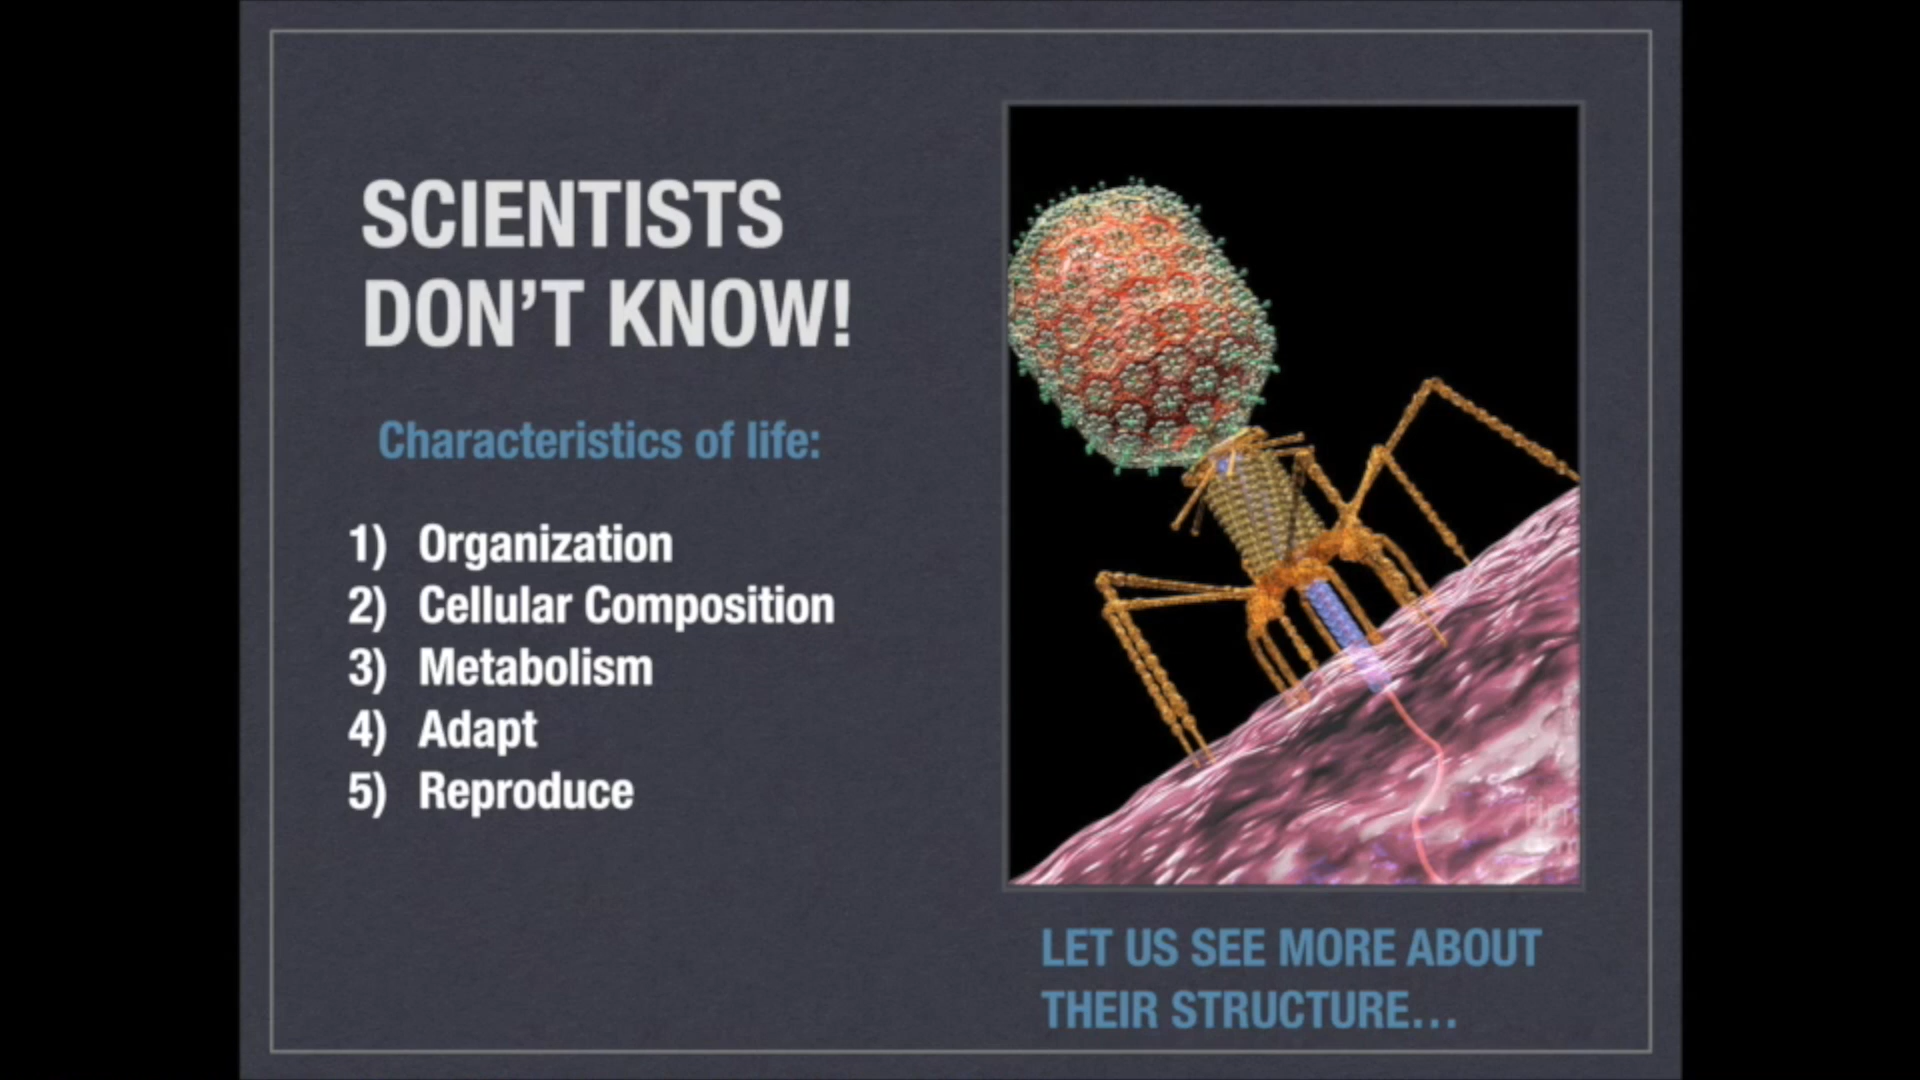 SCIENTISTS
DON’T KNOW!
Characteristics of life:
1) Organization
2) Cellular Composition
3) Metabolism
4) Adapt
5) Reproduce
LET US SEE MORE ABOUT
THEIR STRUCTURE…